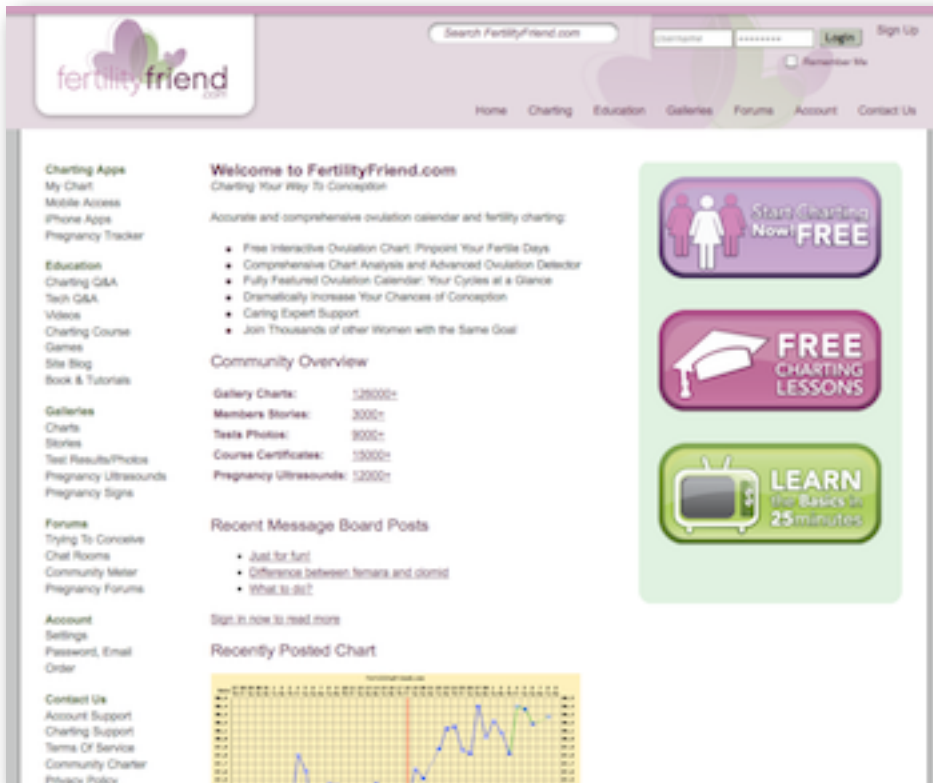 fertilityfriend
.com
Search FertilityFriend.com
username
********
Login
Sign Up
Remember Me
Home Charting Education Galleries Forums Account Contact Us
Charting Apps
My Chart
Mobile Access
iPhone Apps
Pregnancy Tracker
Education
Charting Q&A
Tech Q&A
Videos
Charting Course
Games
Site Blog
Book & Tutorials
Galleries
Charts
Stories
Test Results/Photos
Pregnancy Ultrasounds
Pregnancy Signs
Forums
Trying To Conceive
Chat Rooms
Community Meter
Pregnancy Forums
Account
Settings
Password, Email
Order
Contact Us
Account Support
Charting Support
Terms Of Service
Community Charter
Privacy Policy
Welcome to FertilityFriend.com
Charting Your Way To Conception
Accurate and comprehensive ovulation calendar and fertility charting:
Free Interactive Ovulation Chart: Pinpoint Your Fertile Days
Comprehensive Chart Analysis and Advanced Ovulation Detector
Fully Featured Ovulation Calendar: Your Cycles at a Glance
Dramatically Increase Your Chances of Conception
Caring Expert Support
Join Thousands of other Women with the Same Goal
Community Overview
Gallery Charts: 126000+
Members Stories: 3000+
Tests Photos: 9000+
Course Certificates: 15000+
Pregnancy Ultrasounds: 12000+
Recent Message Board Posts
Just for fun!
Difference between femara and clomid
What to do?
Sign in now to read more
Recently Posted Chart
Start Charting
Now! FREE
FREE
CHARTING
LESSONS
LEARN
the Basics in
25 minutes